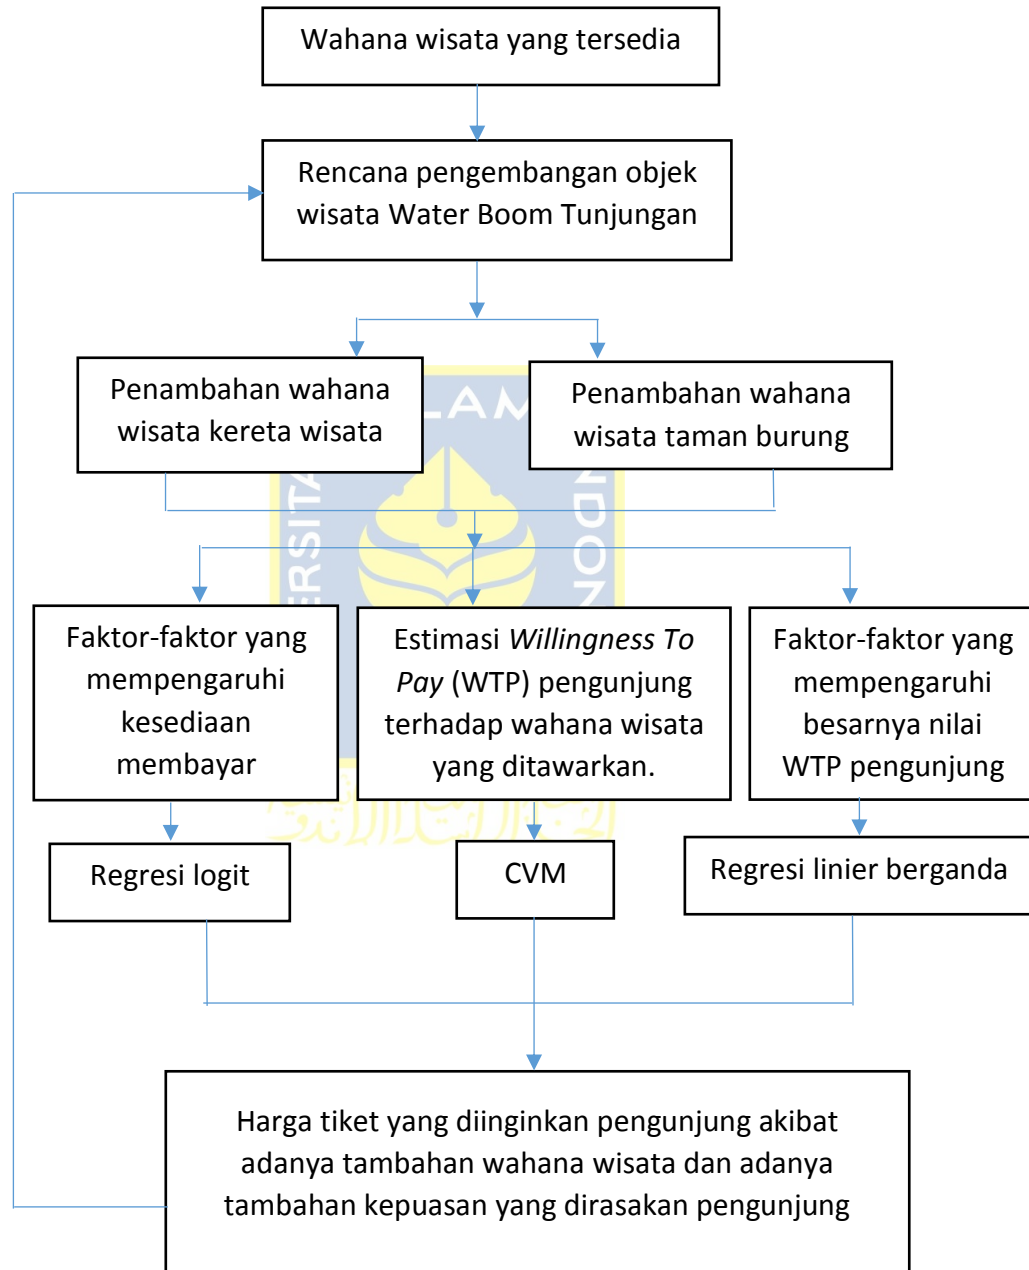 Wahana wisata yang tersedia
Rencana pengembangan objek
wisata Water Boom Tunjungan
Penambahan wahana
wisata kereta wisata
Penambahan wahana
wisata taman burung
Faktor-faktor yang
mempengaruhi
kesediaan
membayar
Estimasi Willingness To
Pay (WTP) pengunjung
terhadap wahana wisata
yang ditawarkan.
Faktor-faktor yang
mempengaruhi
besarnya nilai
WTP pengunjung
Regresi logit
CVM
Regresi linier berganda
Harga tiket yang diinginkan pengunjung akibat
adanya tambahan wahana wisata dan adanya
tambahan kepuasan yang dirasakan pengunjung